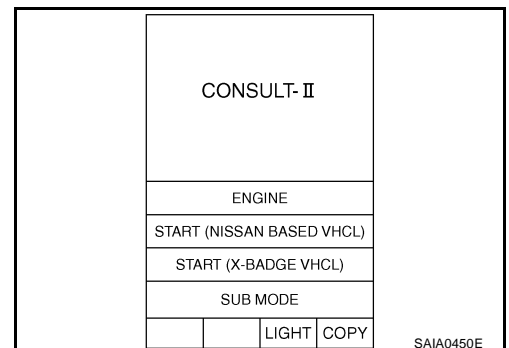 CONSULT-II
ENGINE
START (NISSAN BASED VHCL)
START (X-BADGE VHCL)
SUB MODE
LIGHT COPY
SAIA0450E